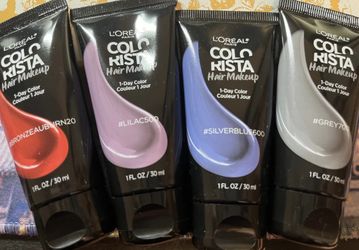 L'ORÉAL
COLO
RISTA
Hair Makeup
1-Day Color
Couleur 1 Jour
#BRONZEAUBURN20
1 FL. OZ / 30 ml
L'ORÉAL
COLO
RISTA
Hair Makeup
1-Day Color
Couleur 1 Jour
#LILAC500
1 FL. OZ / 30 ml
L'ORÉAL
COLO
RISTA
Hair Makeup
1-Day Color
Couleur 1 Jour
#SILVERBLUE600
1 FL. OZ / 30 ml
L'ORÉAL
COLO
RISTA
Hair Makeup
1-Day Color
Couleur 1 Jour
1 FL. OZ / 30 ml